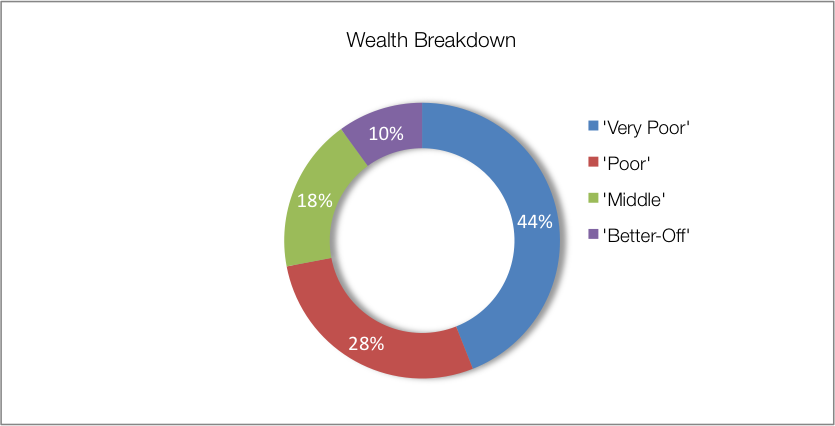 Wealth Breakdown
10%
'Very Poor'
'Poor'
18%
'Middle'
44%
'Better-Off'
28%